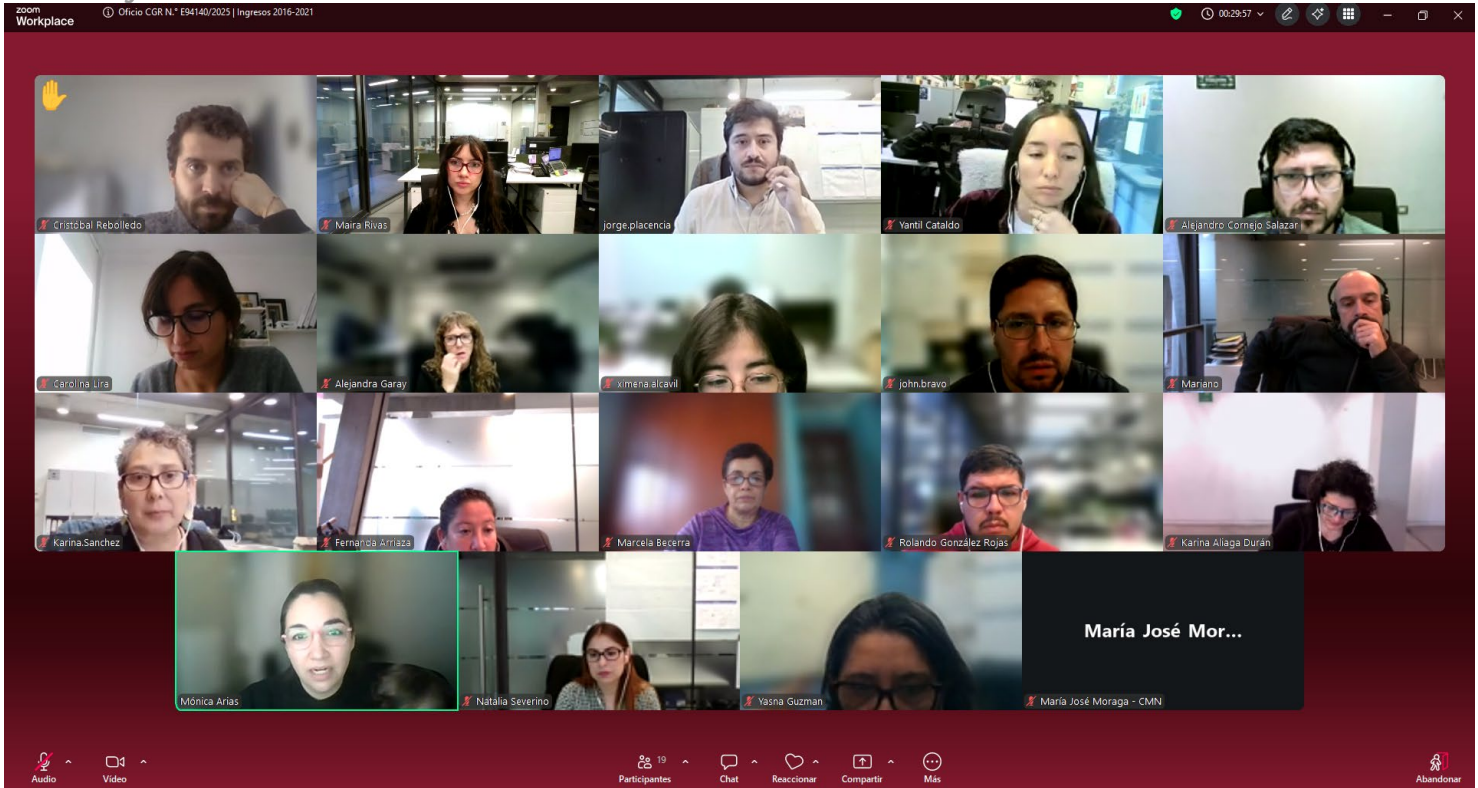 zoom
Workplace
Oficio CGR N.° E94140/2025 | Ingresos 2016-2021
00:29:57
Cristóbal Rebolledo
Maira Rivas
jorge.placencia
Yantil Cataldo
Alejandro Cornejo Salazar
Carolina Lira
Alejandra Garay
ximena.alcavil
john.bravo
Mariano
Karina.Sanchez
Fernanda Arriaza
Marcela Becerra
Rolando González Rojas
Karina Aliaga Durán
Mónica Arias
Natalia Severino
Yasna Guzman
María José Mor...
María José Moraga - CMN
Audio
Vídeo
19
Participantes
Chat
Reaccionar
Compartir
Más
Abandonar